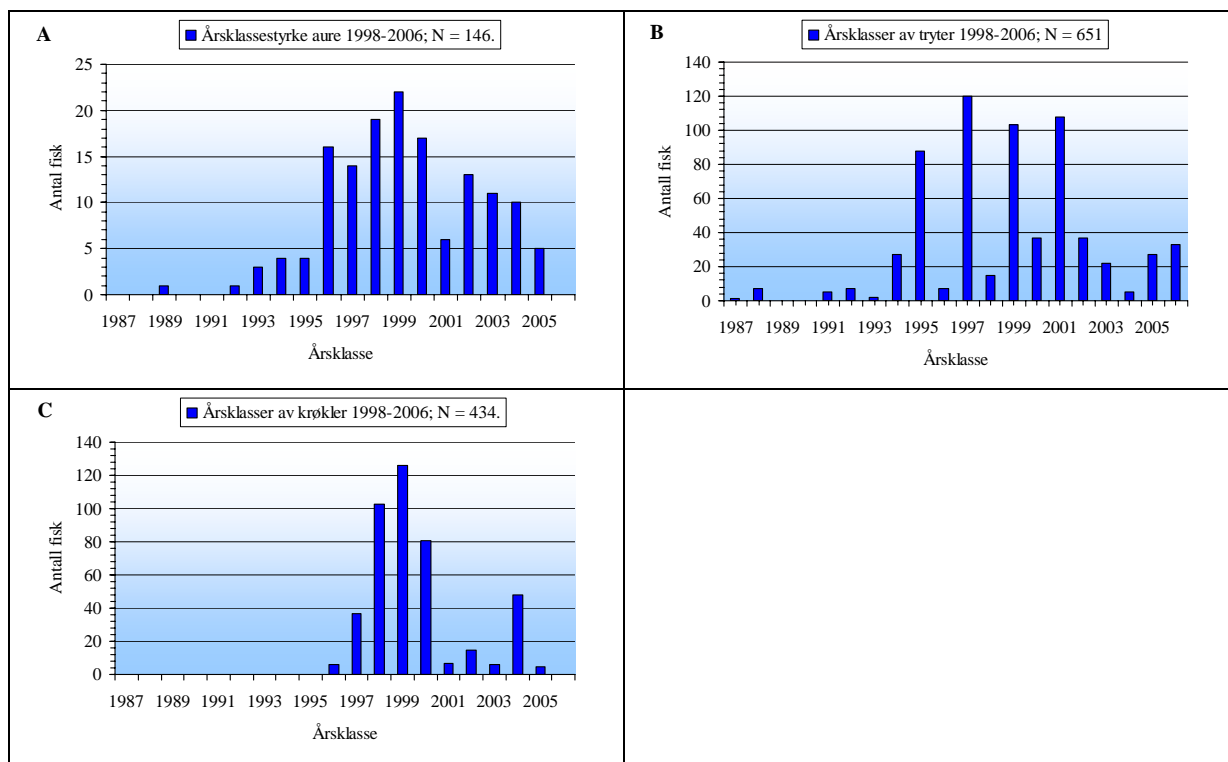 A
Årsklassestyrke aure 1998-2006; N = 146.
25
20
15
10
5
0
Antal fisk
1987 1989 1991 1993 1995 1997 1999 2001 2003 2005
Årsklasse
B
Årsklasser av tryter 1998-2006; N = 651
140
120
100
80
60
40
20
0
Antall fisk
1987 1989 1991 1993 1995 1997 1999 2001 2003 2005
Årsklasse
C
Årsklasser av krøkler 1998-2006; N = 434.
140
120
100
80
60
40
20
0
Antall fisk
1987 1989 1991 1993 1995 1997 1999 2001 2003 2005
Årsklasse